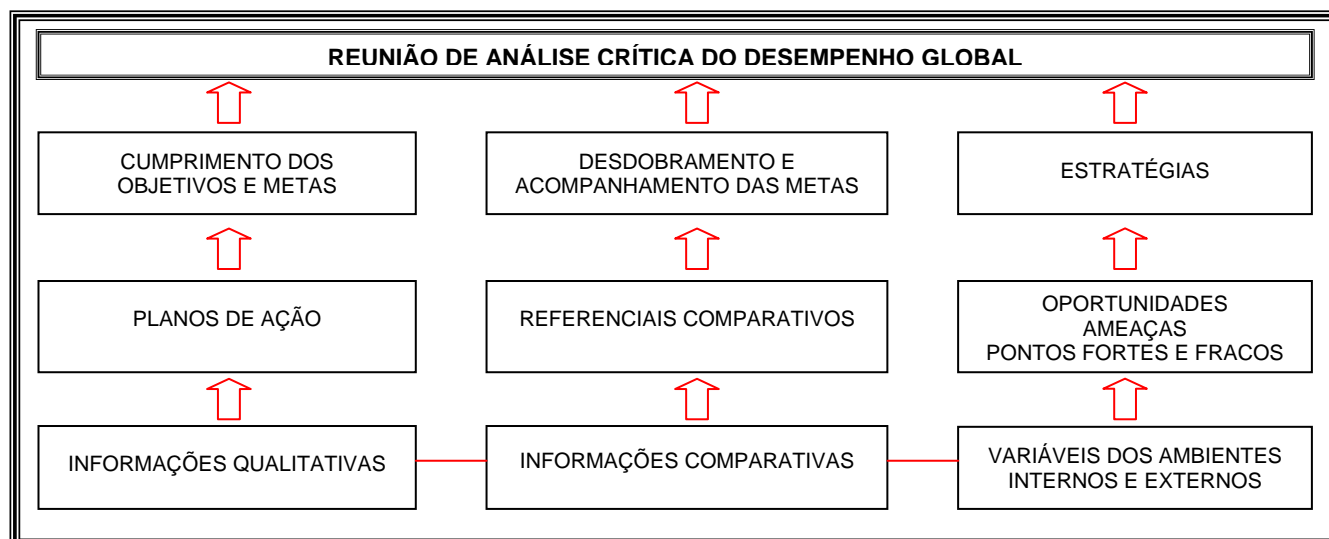 REUNIÃO DE ANÁLISE CRÍTICA DO DESEMPENHO GLOBAL
CUMPRIMENTO DOS
OBJETIVOS E METAS
DESDOBRAMENTO E
ACOMPANHAMENTO DAS METAS
ESTRATÉGIAS
PLANOS DE AÇÃO
REFERENCIAIS COMPARATIVOS
OPORTUNIDADES
AMEAÇAS
PONTOS FORTES E FRACOS
INFORMAÇÕES QUALITATIVAS
INFORMAÇÕES COMPARATIVAS
VARIÁVEIS DOS AMBIENTES
INTERNOS E EXTERNOS